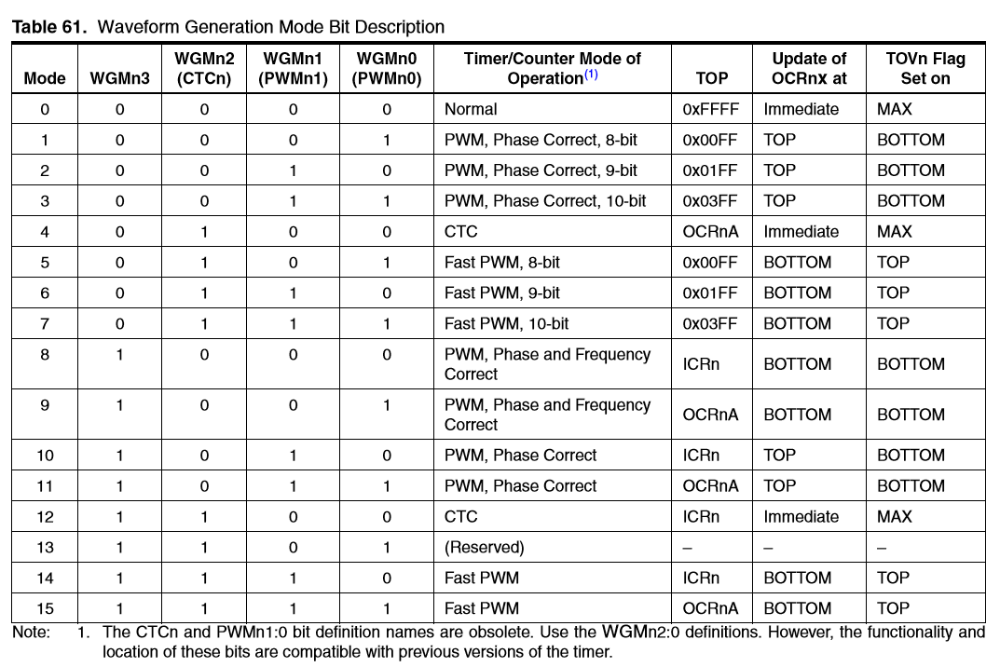 Table 61. Waveform Generation Mode Bit Description
Mode WGMn3 WGMn2 (CTCn) WGMn1 (PWMn1) WGMn0 (PWMn0) Timer/Counter Mode of Operation(1) TOP Update of OCRnX at TOVn Flag Set on
0 0 0 0 0 Normal 0xFFFF Immediate MAX
1 0 0 0 1 PWM, Phase Correct, 8-bit 0x00FF TOP BOTTOM
2 0 0 1 0 PWM, Phase Correct, 9-bit 0x01FF TOP BOTTOM
3 0 0 1 1 PWM, Phase Correct, 10-bit 0x03FF TOP BOTTOM
4 0 1 0 0 CTC OCRnA Immediate MAX
5 0 1 0 1 Fast PWM, 8-bit 0x00FF BOTTOM TOP
6 0 1 1 0 Fast PWM, 9-bit 0x01FF BOTTOM TOP
7 0 1 1 1 Fast PWM, 10-bit 0x03FF BOTTOM TOP
8 1 0 0 0 PWM, Phase and Frequency Correct ICRn BOTTOM BOTTOM
9 1 0 0 1 PWM, Phase and Frequency Correct OCRnA BOTTOM BOTTOM
10 1 0 1 0 PWM, Phase Correct ICRn TOP BOTTOM
11 1 0 1 1 PWM, Phase Correct OCRnA TOP BOTTOM
12 1 1 0 0 CTC ICRn Immediate MAX
13 1 1 0 1 (Reserved) – – –
14 1 1 1 0 Fast PWM ICRn BOTTOM TOP
15 1 1 1 1 Fast PWM OCRnA BOTTOM TOP
Note: 1. The CTCn and PWMn1:0 bit definition names are obsolete. Use the WGMn2:0 definitions. However, the functionality and
location of these bits are compatible with previous versions of the timer.